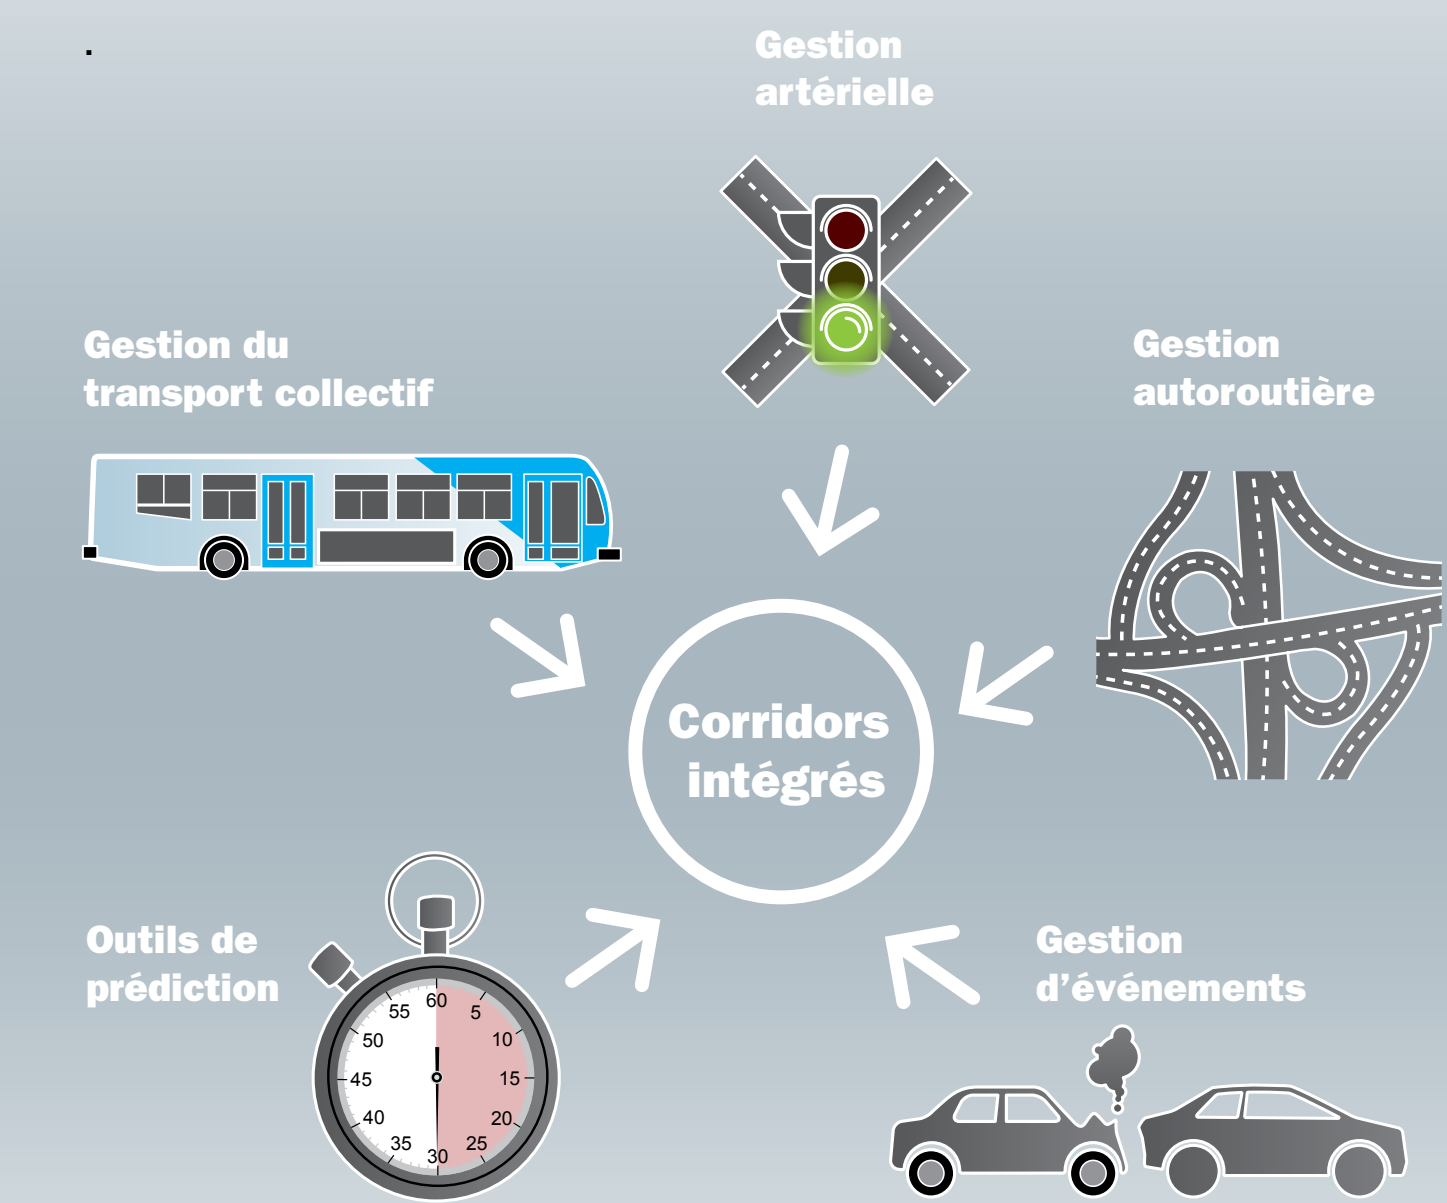 .
Gestion
artérielle
Gestion du
transport collectif
Gestion
autoroutière
Corridors
intégrés
Outils de
prédiction
60
55
5
50
10
45
15
40
20
35
25
30
Gestion
d’événements